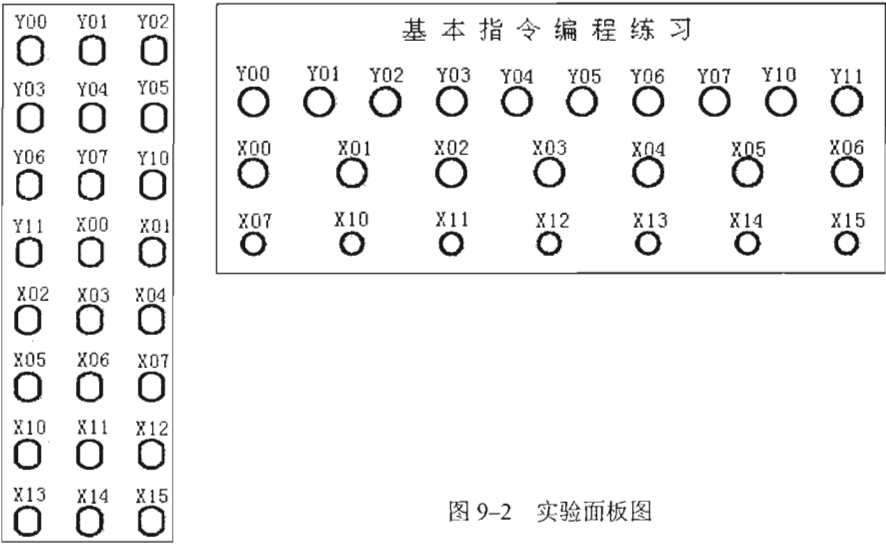 Y00 Y01 Y02
Y03 Y04 Y05
Y06 Y07 Y10
Y11 X00 X01
X02 X03 X04
X05 X06 X07
X10 X11 X12
X13 X14 X15
基本指令编程练习
Y00 Y01 Y02 Y03 Y04 Y05 Y06 Y07 Y10 Y11
X00 X01 X02 X03 X04 X05 X06
X07 X10 X11 X12 X13 X14 X15
图 9–2 实验面板图